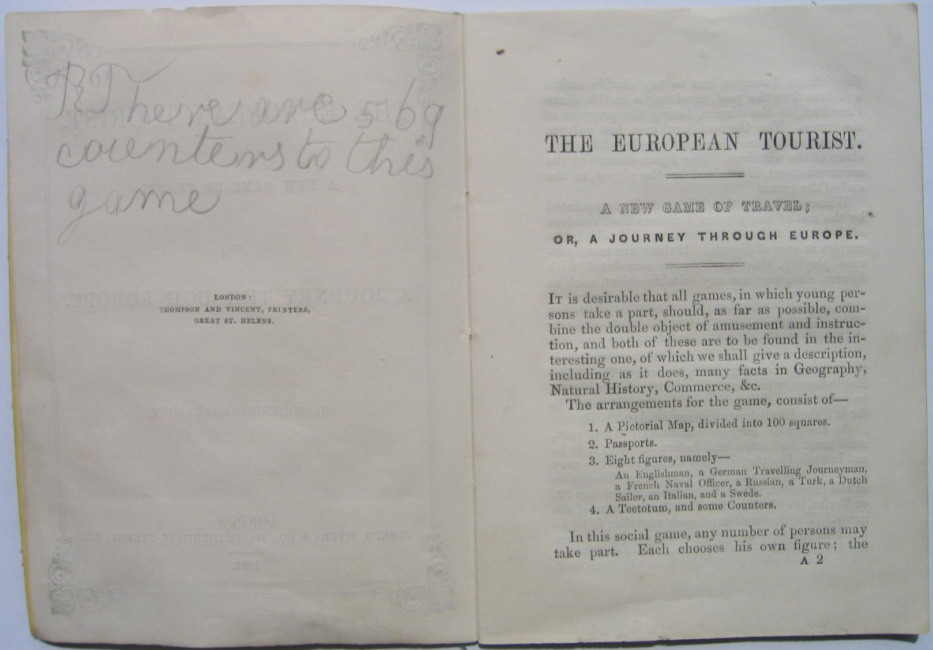 There are 569
counters to this
game
LONDON:
THOMPSON AND VINCENT, PRINTERS,
GREAT ST. HELENS.
THE EUROPEAN TOURIST.
A NEW GAME OF TRAVEL;
OR, A JOURNEY THROUGH EUROPE.
IT is desirable that all games, in which young per-
sons take a part, should, as far as possible, com-
bine the double object of amusement and instruc-
tion, and both of these are to be found in the in-
teresting one, of which we shall give a description,
including as it does, many facts in Geography,
Natural History, Commerce, &c.
The arrangements for the game, consist of—
1. A Pictorial Map, divided into 100 squares.
2. Passports.
3. Eight figures, namely—
An Englishman, a German Travelling Journeyman,
a French Naval Officer, a Russian, a Turk, a Dutch
Sailor, an Italian, and a Swede.
4. A Teetotum, and some Counters.
In this social game, any number of persons may
take part. Each chooses his own figure; the
A 2